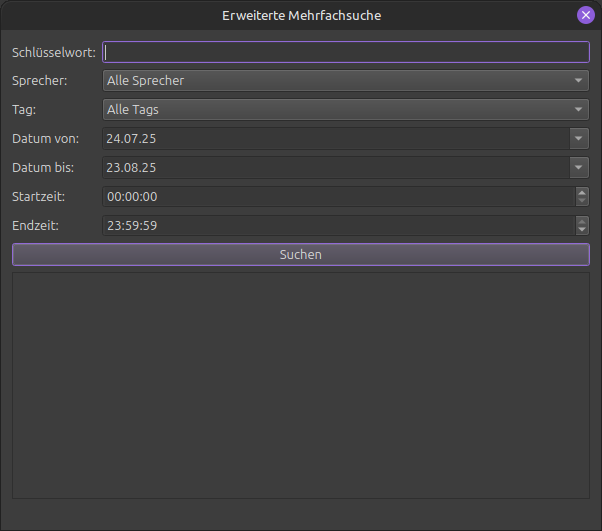 Erweiterte Mehrfachsuche
Schlüsselwort:
Sprecher: Alle Sprecher
Tag: Alle Tags
Datum von: 24.07.25
Datum bis: 23.08.25
Startzeit: 00:00:00
Endzeit: 23:59:59
Suchen